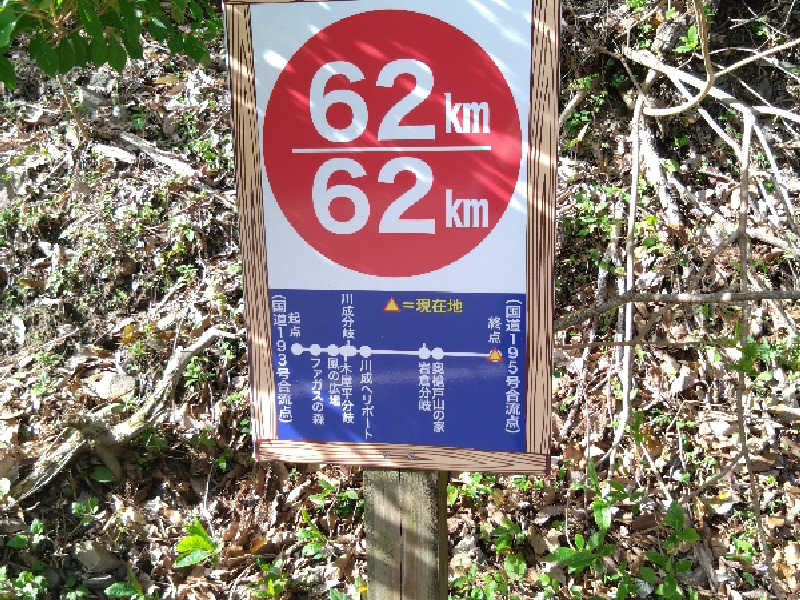 62km
62km
▲=現在地
(国道193号合流点)
起点
ファガスの森
風の広場
川成分岐
木屋平分岐
川成ヘリポート
岩倉分岐
奥槍戸山の家
終点
(国道195号合流点)